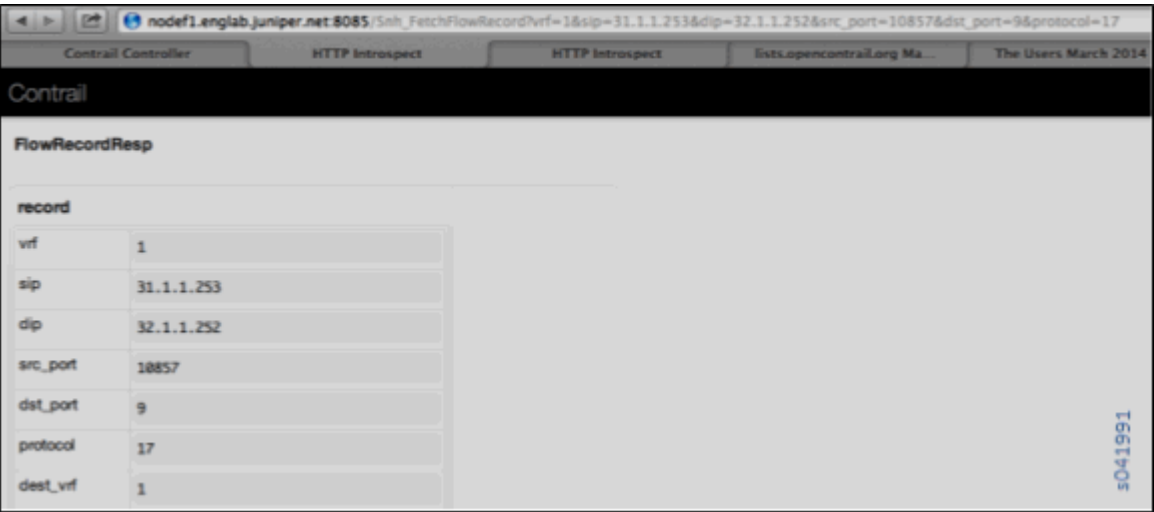 nodef1.englab.juniper.net:8085/Snh_FetchFlowRecord?vrf=1&sip=31.1.1.253&dip=32.1.1.252&src_port=10857&dst_port=9&protocol=17
Contrail Controller HTTP Introspect HTTP Introspect lists.opencontrail.org Ma... The Users March 2014
Contrail
FlowRecordResp
record
vrf 1
sip 31.1.1.253
dip 32.1.1.252
src_port 10857
dst_port 9
protocol 17
dest_vrf 1
s041991